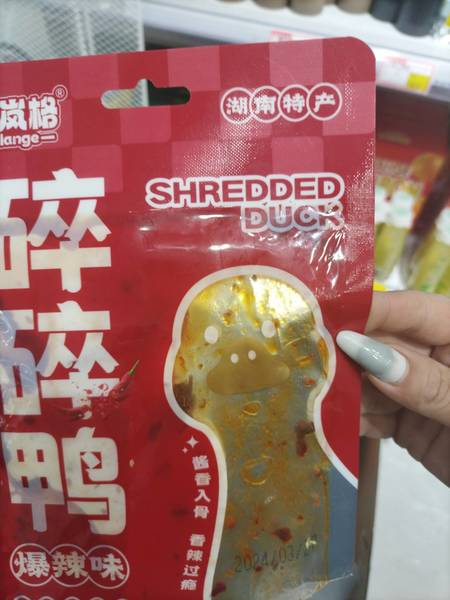 岚格®
lange
湖南特产
SHREDDED
DUCK
碎碎鸭
酱香入骨 香辣过瘾
爆辣味